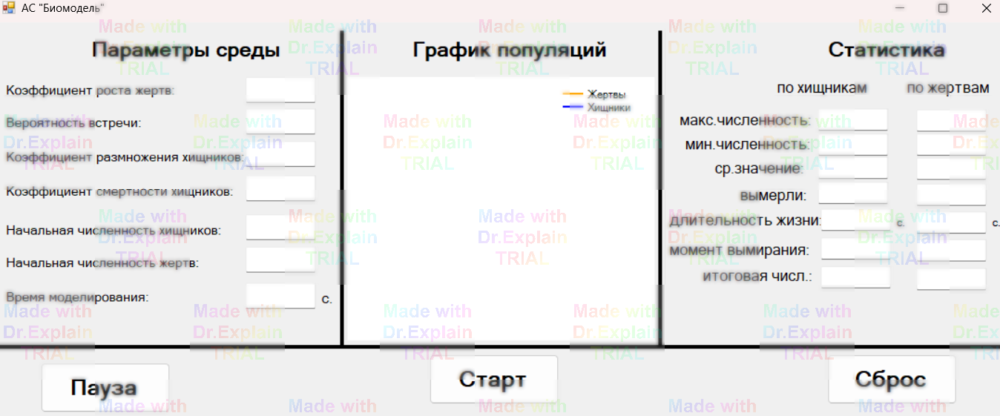 АС "Биомодель"
Параметры среды
Коэффициент роста жертв:
Вероятность встречи:
Коэффициент размножения хищников:
Коэффициент смертности хищников:
Начальная численность хищников:
Начальная численность жертв:
Время моделирования: с.
График популяций
Жертвы
Хищники
Статистика
по хищникам по жертвам
макс.численность:
мин.численность:
ср.значение:
вымерли:
длительность жизни: с. с.
момент вымирания:
итоговая числ.:
Пауза
Старт
Сброс
Made with
Dr.Explain
TRIAL